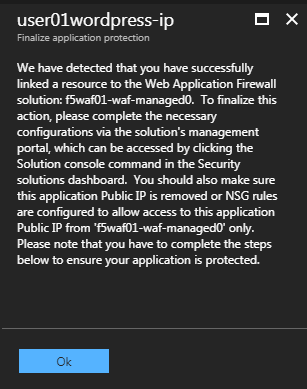 user01wordpress-ip
Finalize application protection
We have detected that you have successfully
linked a resource to the Web Application Firewall
solution: f5waf01-waf-managed0.  To finalize this
action, please complete the necessary
configurations via the solution's management
portal, which can be accessed by clicking the
Solution console command in the Security
solutions dashboard.  You should also make sure
this application Public IP is removed or NSG rules
are configured to allow access to this application
Public IP from 'f5waf01-waf-managed0' only.
Please note that you have to complete the steps
below to ensure your application is protected.
Ok